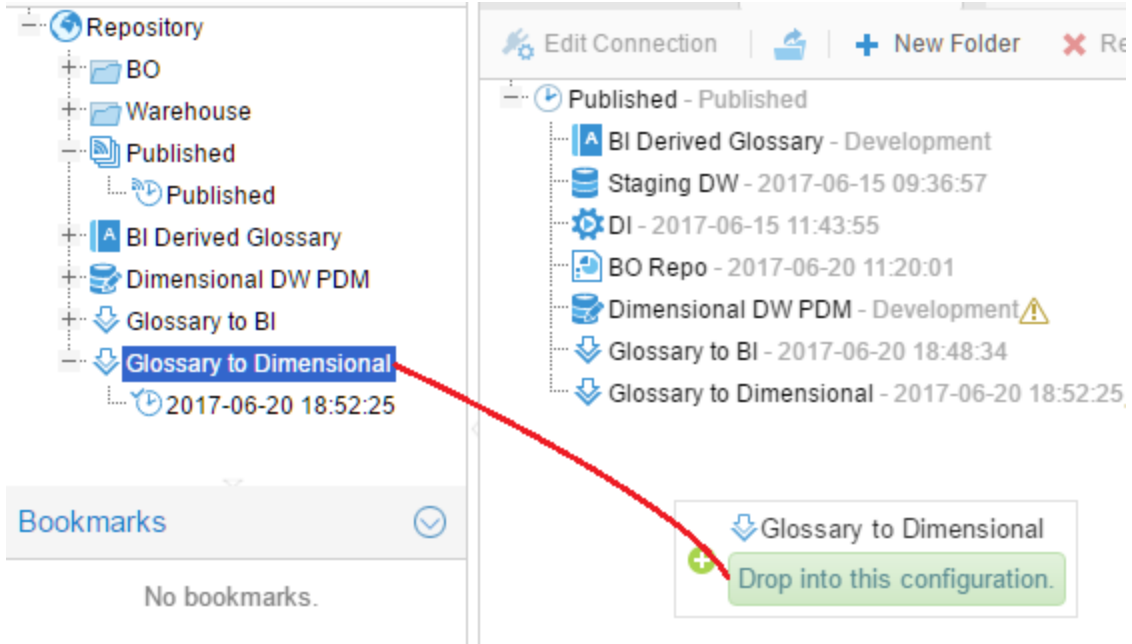 Repository
BO
Warehouse
Published
Published
A BI Derived Glossary
Dimensional DW PDM
Glossary to BI
Glossary to Dimensional
2017-06-20 18:52:25
Bookmarks
No bookmarks.
Edit Connection
New Folder
Re
Published - Published
A BI Derived Glossary - Development
Staging DW - 2017-06-15 09:36:57
DI - 2017-06-15 11:43:55
BO Repo - 2017-06-20 11:20:01
Dimensional DW PDM - Development
Glossary to BI - 2017-06-20 18:48:34
Glossary to Dimensional - 2017-06-20 18:52:25
Glossary to Dimensional
Drop into this configuration.